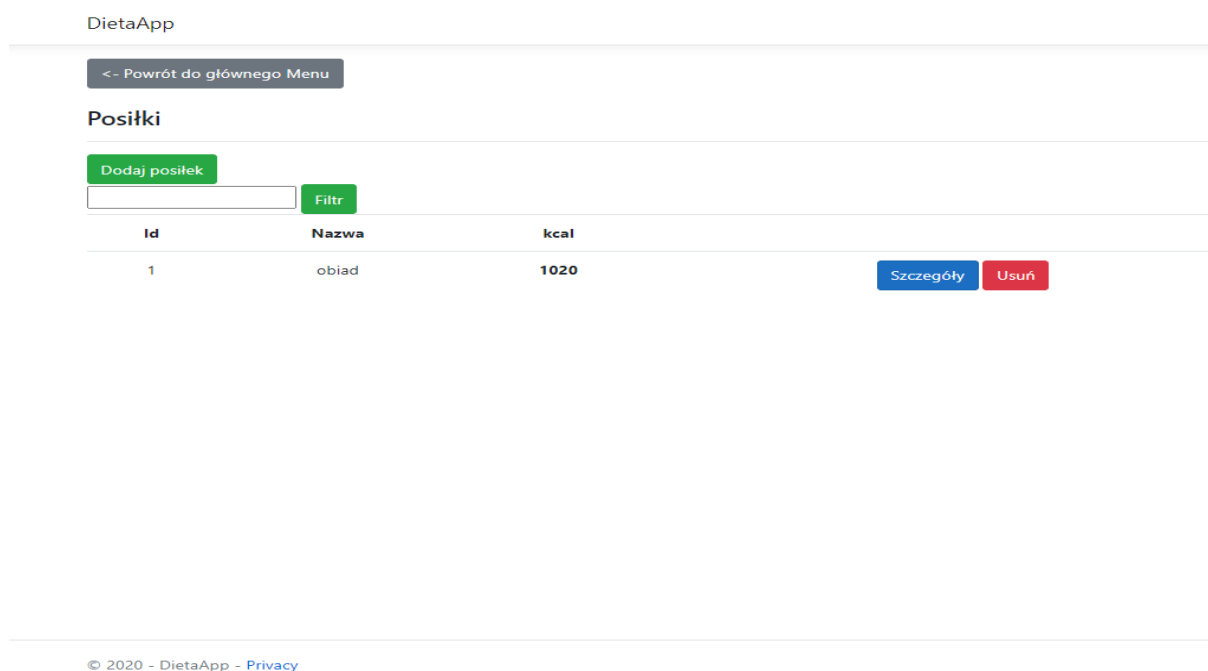 DietaApp
<- Powrót do głównego Menu
Posiłki
Dodaj posiłek
Filtr
Id Nazwa kcal
1 obiad 1020 Szczegóły Usuń
© 2020 - DietaApp - Privacy